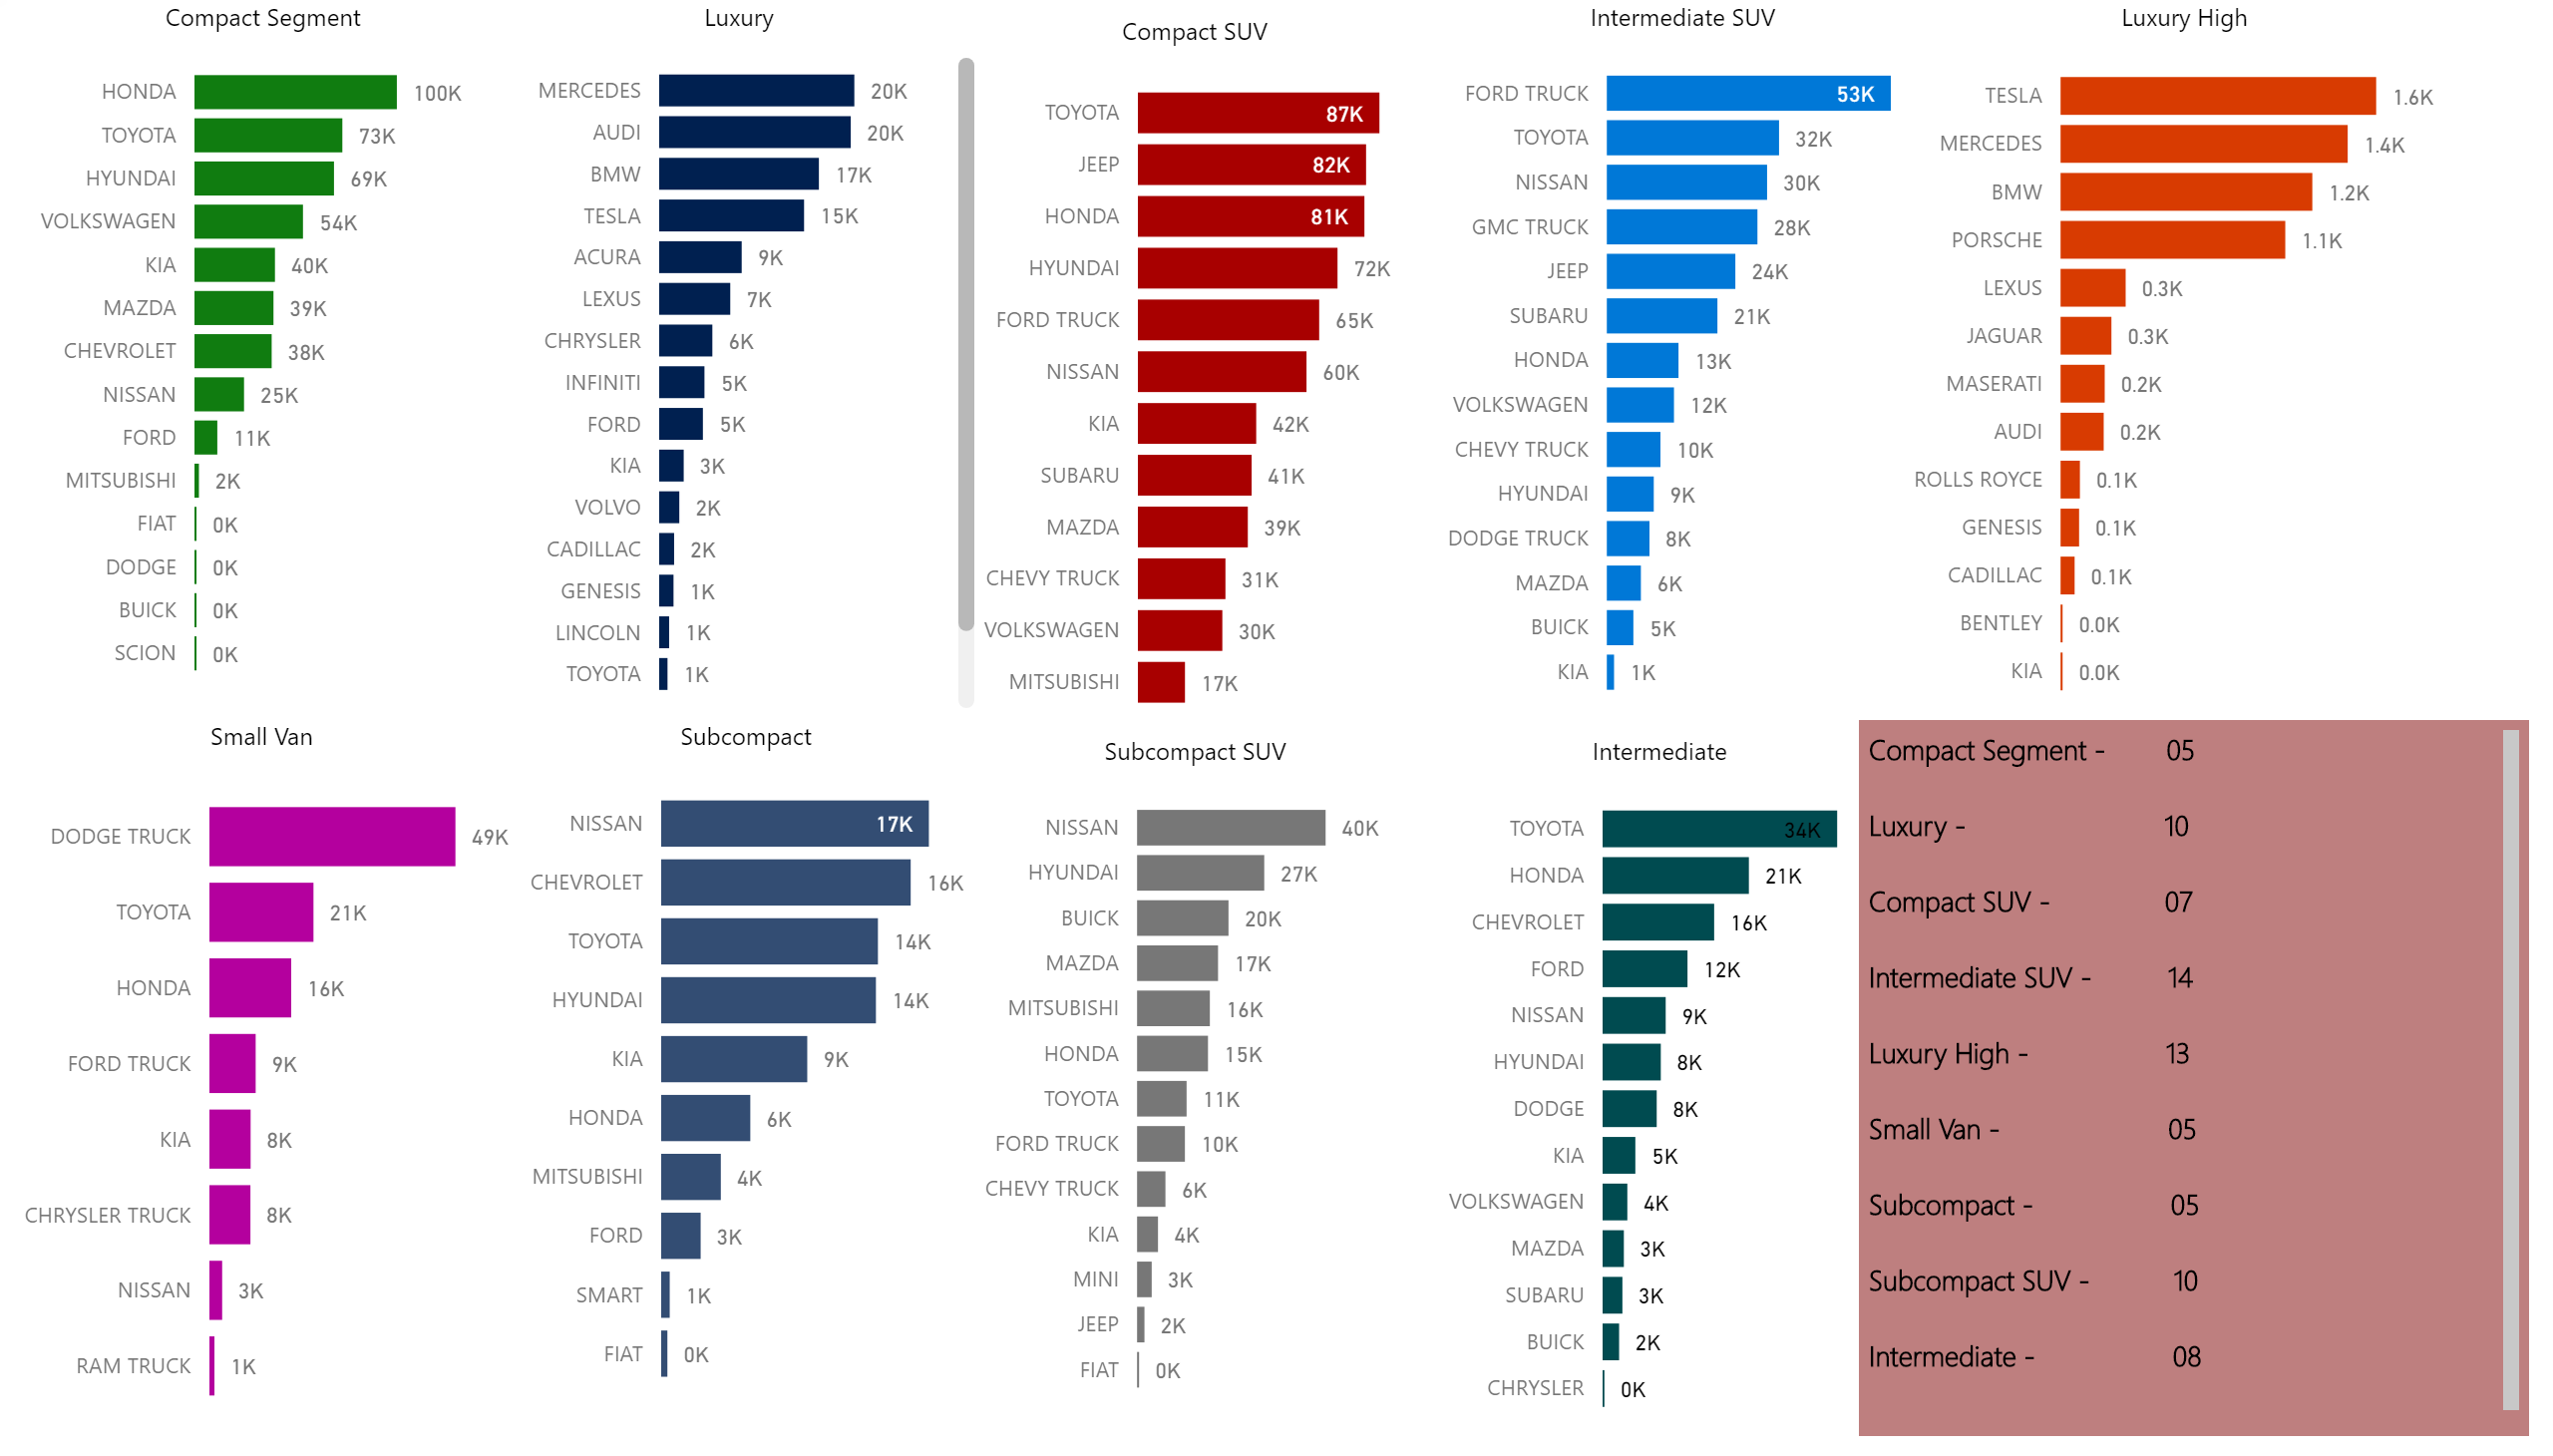 Compact Segment
HONDA 100K
TOYOTA 73K
HYUNDAI 69K
VOLKSWAGEN 54K
KIA 40K
MAZDA 39K
CHEVROLET 38K
NISSAN 25K
FORD 11K
MITSUBISHI 2K
FIAT 0K
DODGE 0K
BUICK 0K
SCION 0K
Luxury
MERCEDES 20K
AUDI 20K
BMW 17K
TESLA 15K
ACURA 9K
LEXUS 7K
CHRYSLER 6K
INFINITI 5K
FORD 5K
KIA 3K
VOLVO 2K
CADILLAC 2K
GENESIS 1K
LINCOLN 1K
TOYOTA 1K
Compact SUV
TOYOTA 87K
JEEP 82K
HONDA 81K
HYUNDAI 72K
FORD TRUCK 65K
NISSAN 60K
KIA 42K
SUBARU 41K
MAZDA 39K
CHEVY TRUCK 31K
VOLKSWAGEN 30K
MITSUBISHI 17K
Intermediate SUV
FORD TRUCK 53K
TOYOTA 32K
NISSAN 30K
GMC TRUCK 28K
JEEP 24K
SUBARU 21K
HONDA 13K
VOLKSWAGEN 12K
CHEVY TRUCK 10K
HYUNDAI 9K
DODGE TRUCK 8K
MAZDA 6K
BUICK 5K
KIA 1K
Luxury High
TESLA 1.6K
MERCEDES 1.4K
BMW 1.2K
PORSCHE 1.1K
LEXUS 0.3K
JAGUAR 0.3K
MASERATI 0.2K
AUDI 0.2K
ROLLS ROYCE 0.1K
GENESIS 0.1K
CADILLAC 0.1K
BENTLEY 0.0K
KIA 0.0K
Small Van
DODGE TRUCK 49K
TOYOTA 21K
HONDA 16K
FORD TRUCK 9K
KIA 8K
CHRYSLER TRUCK 8K
NISSAN 3K
RAM TRUCK 1K
Subcompact
NISSAN 17K
CHEVROLET 16K
TOYOTA 14K
HYUNDAI 14K
KIA 9K
HONDA 6K
MITSUBISHI 4K
FORD 3K
SMART 1K
FIAT 0K
Subcompact SUV
NISSAN 40K
HYUNDAI 27K
BUICK 20K
MAZDA 17K
MITSUBISHI 16K
HONDA 15K
TOYOTA 11K
FORD TRUCK 10K
CHEVY TRUCK 6K
KIA 4K
MINI 3K
JEEP 2K
FIAT 0K
Intermediate
TOYOTA 34K
HONDA 21K
CHEVROLET 16K
FORD 12K
NISSAN 9K
HYUNDAI 8K
DODGE 8K
KIA 5K
VOLKSWAGEN 4K
MAZDA 3K
SUBARU 3K
BUICK 2K
CHRYSLER 0K
Compact Segment - 05
Luxury - 10
Compact SUV - 07
Intermediate SUV - 14
Luxury High - 13
Small Van - 05
Subcompact - 05
Subcompact SUV - 10
Intermediate - 08